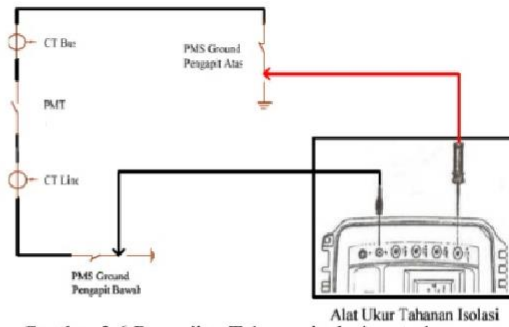 CT Bus
PMS Ground
Pengapit Atas
PMT
CT Line
PMS Ground
Pengapit Bawah
Alat Ukur Tahanan Isolasi